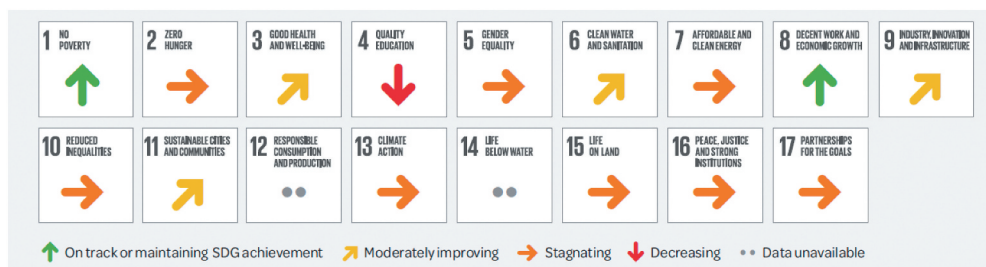 1 NO
POVERTY
2 ZERO
HUNGER
3 GOOD HEALTH
AND WELL-BEING
4 QUALITY
EDUCATION
5 GENDER
EQUALITY
6 CLEAN WATER
AND SANITATION
7 AFFORDABLE AND
CLEAN ENERGY
8 DECENT WORK AND
ECONOMIC GROWTH
9 INDUSTRY, INNOVATION
AND INFRASTRUCTURE
10 REDUCED
INEQUALITIES
11 SUSTAINABLE CITIES
AND COMMUNITIES
12 RESPONSIBLE
CONSUMPTION
AND PRODUCTION
13 CLIMATE
ACTION
14 LIFE
BELOW WATER
15 LIFE
ON LAND
16 PEACE, JUSTICE
AND STRONG
INSTITUTIONS
17 PARTNERSHIPS
FOR THE GOALS
On track or maintaining SDG achievement Moderately improving Stagnating Decreasing Data unavailable